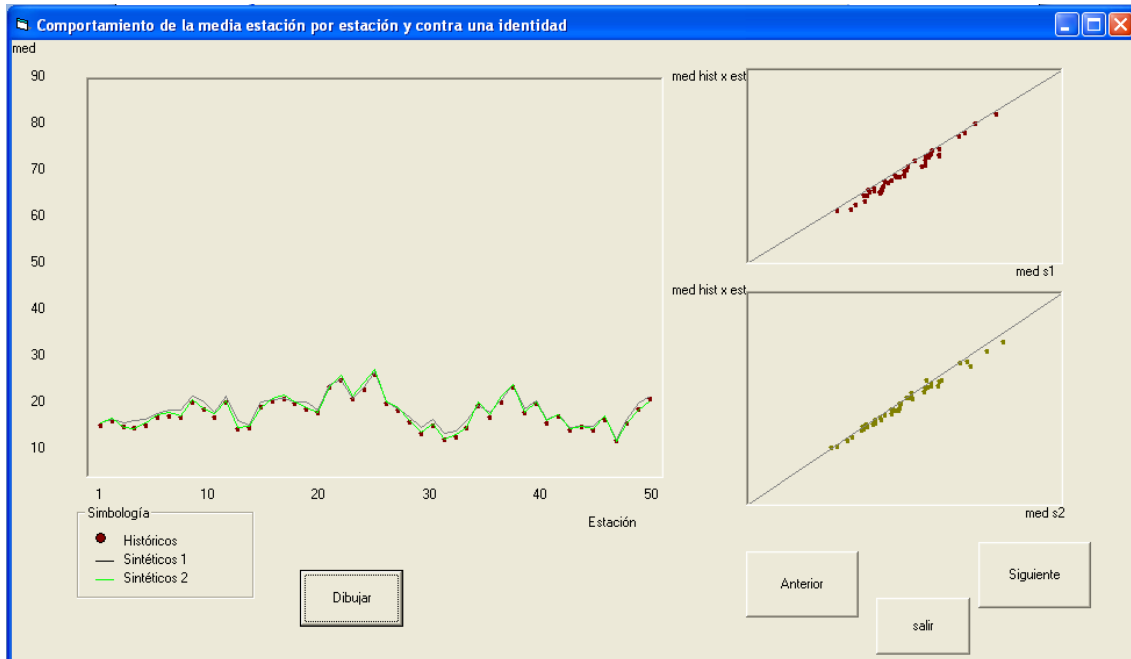 Comportamiento de la media estación por estación y contra una identidad
med
90
80
70
60
50
40
30
20
10
1 10 20 30 40 50
Estación
Simbología
Históricos
Sintéticos 1
Sintéticos 2
Dibujar
med hist x est
med s1
med hist x est
med s2
Anterior
Siguiente
salir